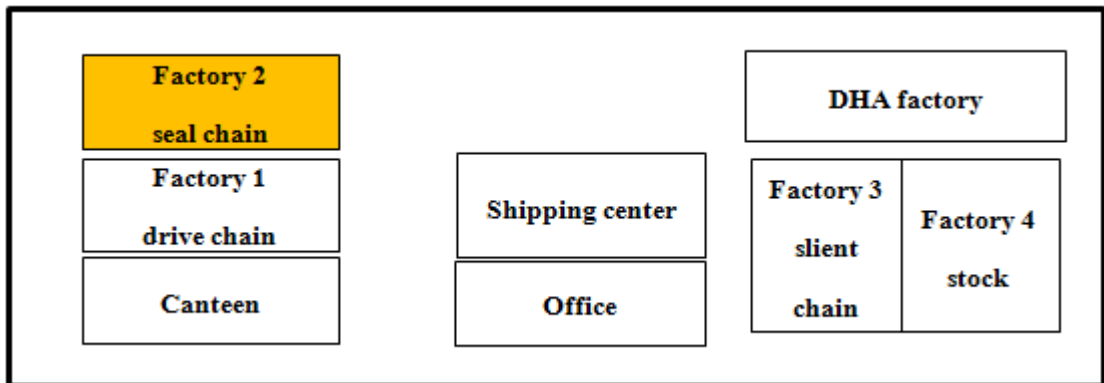 Factory 2
seal chain
Factory 1
drive chain
Canteen
Shipping center
Office
DHA factory
Factory 3
slient
chain
Factory 4
stock